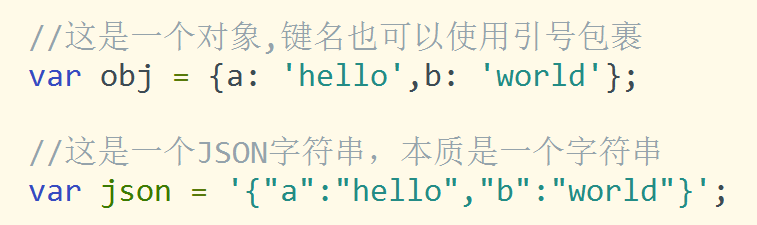 //这是一个对象,键名也可以使用引号包裹
var obj = {a: 'hello',b: 'world'};
//这是一个JSON字符串，本质是一个字符串
var json = '{"a":"hello","b":"world"}';